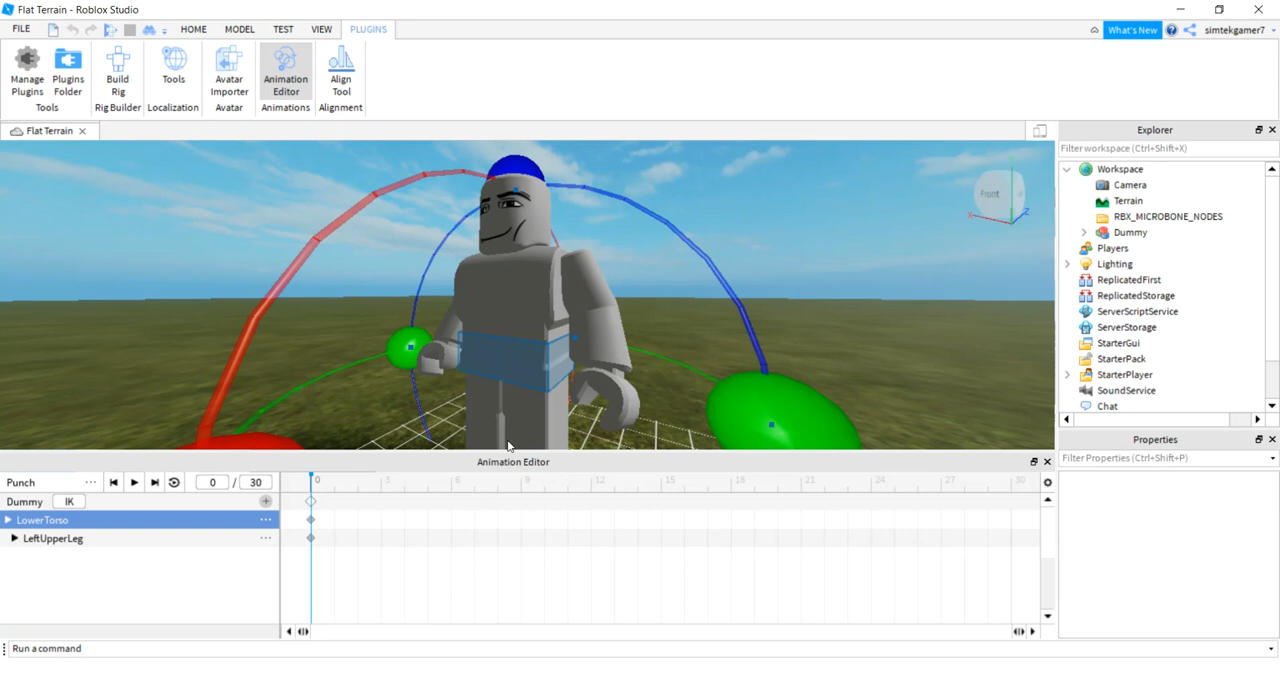 Flat Terrain - Roblox Studio
FILE HOME MODEL TEST VIEW PLUGINS What's New simtekgamer7
Manage Plugins
Plugins Folder
Build Rig
Tools
Avatar Importer
Animation Editor
Align Tool
Tools Rig Builder Localization Avatar Animations Alignment
Flat Terrain
Front
X
Z
Explorer
Filter workspace (Ctrl+Shift+X)
Workspace
Camera
Terrain
RBX_MICROBONE_NODES
Dummy
Players
Lighting
ReplicatedFirst
ReplicatedStorage
ServerScriptService
ServerStorage
StarterGui
StarterPack
StarterPlayer
SoundService
Chat
Properties
Filter Properties (Ctrl+Shift+P)
Animation Editor
Punch ... 0 / 30 0 3 6 9 12 15 18 21 24 27 30
Dummy IK
LowerTorso ...
LeftUpperLeg ...
Run a command